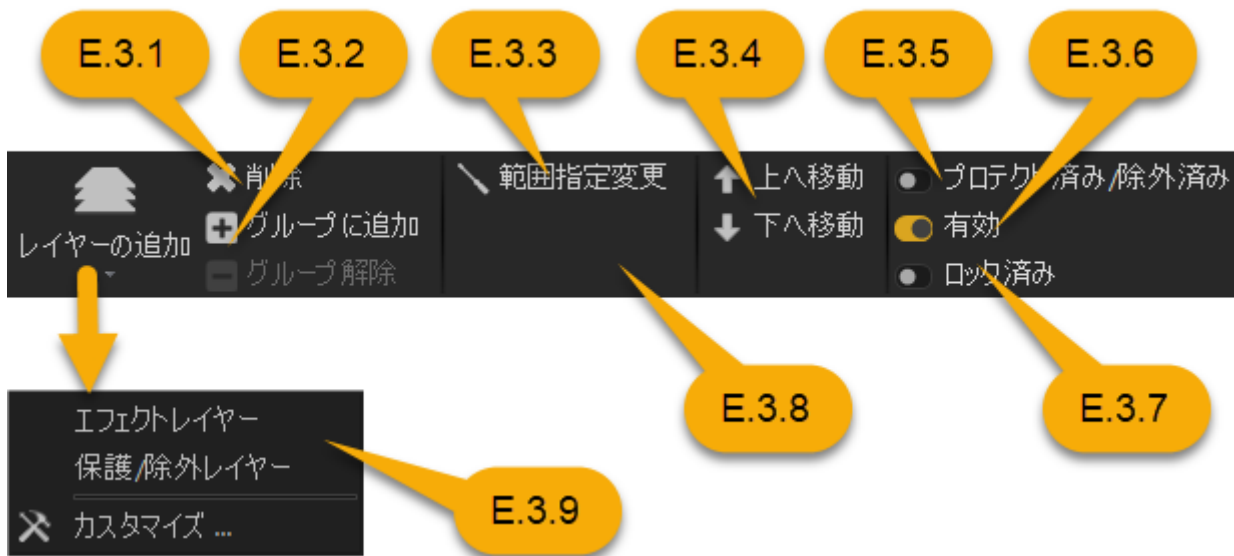 E.3.1 E.3.2 E.3.3 E.3.4 E.3.5 E.3.6
レイヤーの追加
削除
グループに追加
グループ解除
範囲指定変更
上へ移動
下へ移動
プロテクト済み/除外済み
有効
ロック済み
E.3.8 E.3.7
エフェクトレイヤー
保護/除外レイヤー
カスタマイズ ...
E.3.9